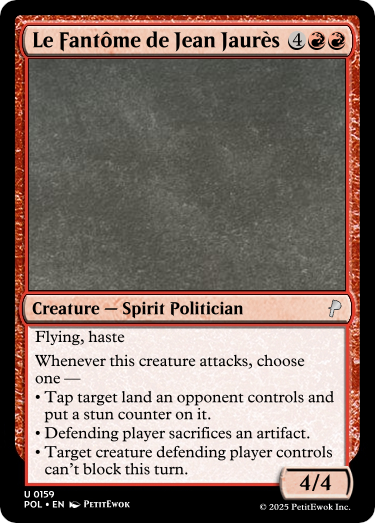 Le Fantôme de Jean Jaurès 4
Creature — Spirit Politician
Flying, haste
Whenever this creature attacks, choose
one —
• Tap target land an opponent controls and
put a stun counter on it.
• Defending player sacrifices an artifact.
• Target creature defending player controls
can't block this turn.
4/4
U 0159
POL • EN PetitEwok
© 2025 PetitEwok Inc.